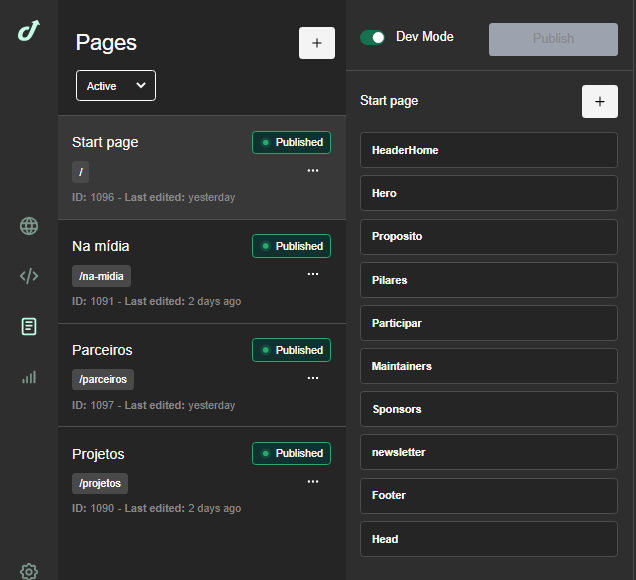 Pages
+
Active
Start page
Published
/
...
ID: 1096 - Last edited: yesterday
Na mídia
Published
/na-midia
...
ID: 1091 - Last edited: 2 days ago
Parceiros
Published
/parceiros
...
ID: 1097 - Last edited: yesterday
Projetos
Published
/projetos
...
ID: 1090 - Last edited: 2 days ago
Dev Mode
Publish
Start page
+
HeaderHome
Hero
Proposito
Pilares
Participar
Maintainers
Sponsors
newsletter
Footer
Head